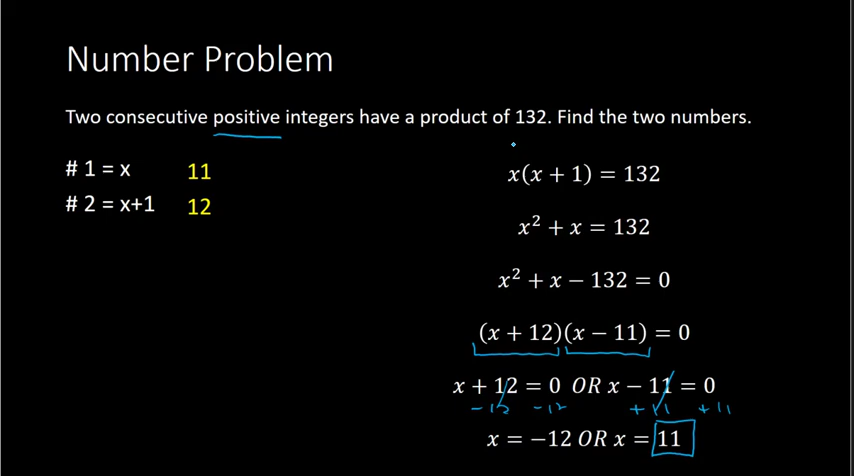 Number Problem
Two consecutive positive integers have a product of 132. Find the two numbers.
# 1 = x 11
# 2 = x+1 12
x(x + 1) = 132
x² + x = 132
x² + x − 132 = 0
(x + 12)(x − 11) = 0
x + 12 = 0 OR x − 11 = 0
−12 −12 +11 +11
x = −12 OR x = 11